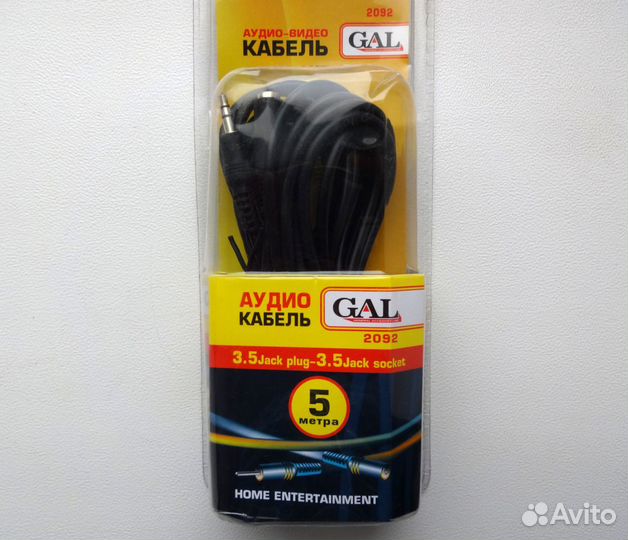 2092
АУДИО-ВИДЕО
КАБЕЛЬ
GAL
АУДИО
КАБЕЛЬ
GAL
2092
3.5Jack plug-3.5Jack socket
5
метра
HOME ENTERTAINMENT
Avito